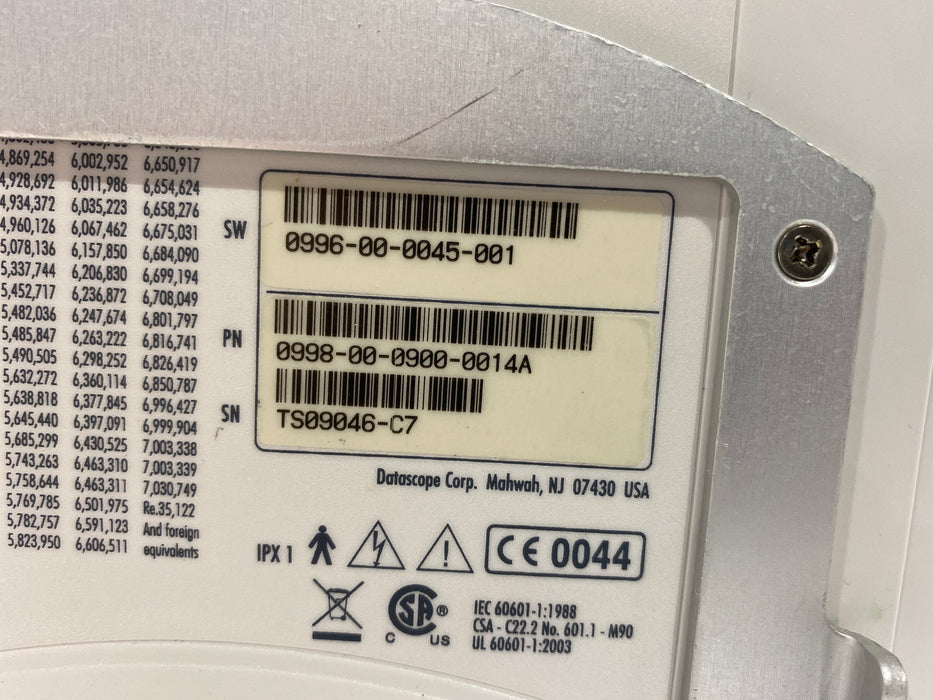 4,869,254 6,002,952 6,650,917
4,928,692 6,011,986 6,654,624
4,934,372 6,035,223 6,658,276
4,960,126 6,067,462 6,675,031
5,078,136 6,157,850 6,684,090
5,337,744 6,206,830 6,699,194
5,452,717 6,236,872 6,708,049
5,482,036 6,247,674 6,801,797
5,485,847 6,263,222 6,816,741
5,490,505 6,298,252 6,826,419
5,632,272 6,360,114 6,850,787
5,638,818 6,377,845 6,996,427
5,645,440 6,397,091 6,999,904
5,685,299 6,430,525 7,003,338
5,743,263 6,463,310 7,003,339
5,758,644 6,463,311 7,030,749
5,769,785 6,501,975 Re.35,122
5,782,757 6,591,123 And foreign
5,823,950 6,606,511 equivalents
SW
0996-00-0045-001
PN
0998-00-0900-0014A
SN
TS09046-C7
Datascope Corp. Mahwah, NJ 07430 USA
IPX 1
CE 0044
SA ®
C US
IEC 60601-1:1988
CSA - C22.2 No. 601.1 - M90
UL 60601-1:2003